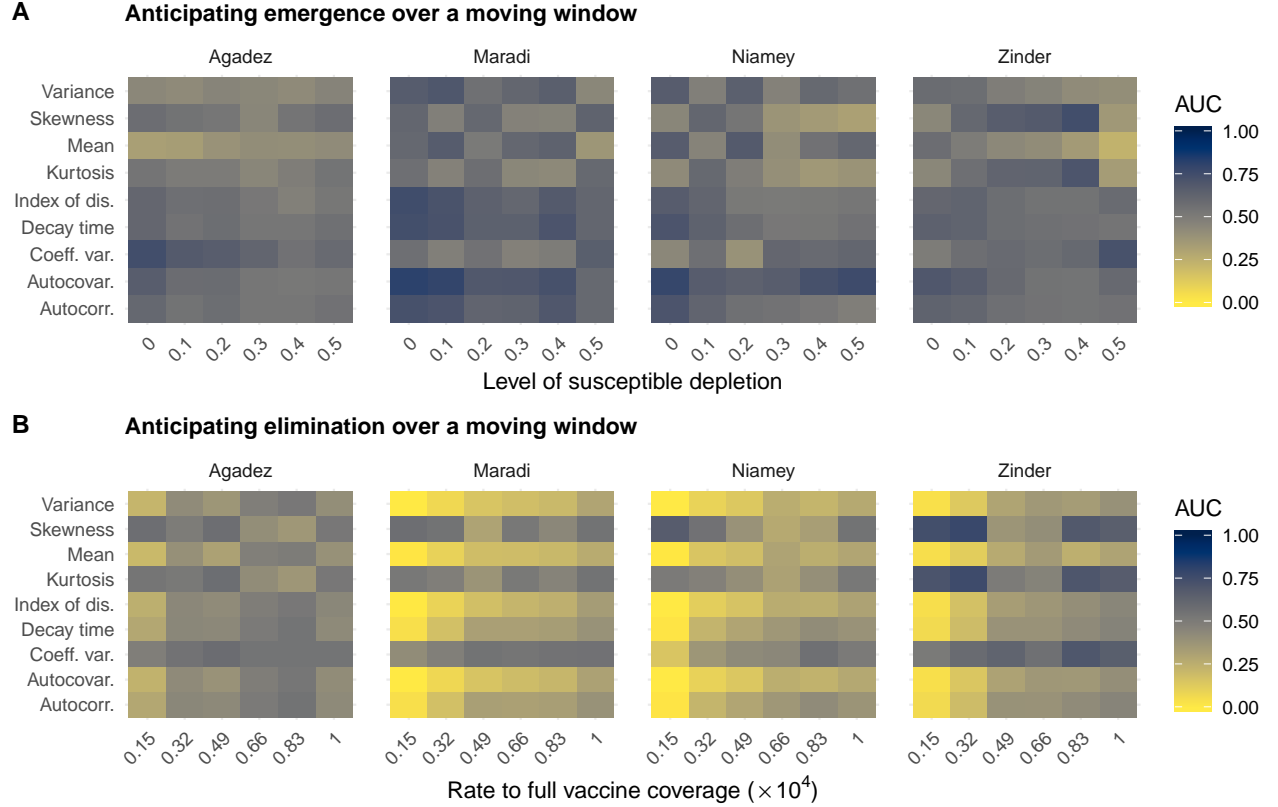 A Anticipating emergence over a moving window
Agadez Maradi Niamey Zinder
Variance
Skewness
Mean
Kurtosis
Index of dis.
Decay time
Coeff. var.
Autocovar.
Autocorr.
AUC
1.00
0.75
0.50
0.25
0.00
0 0.1 0.2 0.3 0.4 0.5 0 0.1 0.2 0.3 0.4 0.5 0 0.1 0.2 0.3 0.4 0.5 0 0.1 0.2 0.3 0.4 0.5
Level of susceptible depletion
B Anticipating elimination over a moving window
Agadez Maradi Niamey Zinder
Variance
Skewness
Mean
Kurtosis
Index of dis.
Decay time
Coeff. var.
Autocovar.
Autocorr.
AUC
1.00
0.75
0.50
0.25
0.00
0.15 0.32 0.49 0.66 0.83 1 0.15 0.32 0.49 0.66 0.83 1 0.15 0.32 0.49 0.66 0.83 1 0.15 0.32 0.49 0.66 0.83 1
Rate to full vaccine coverage (×10⁴)